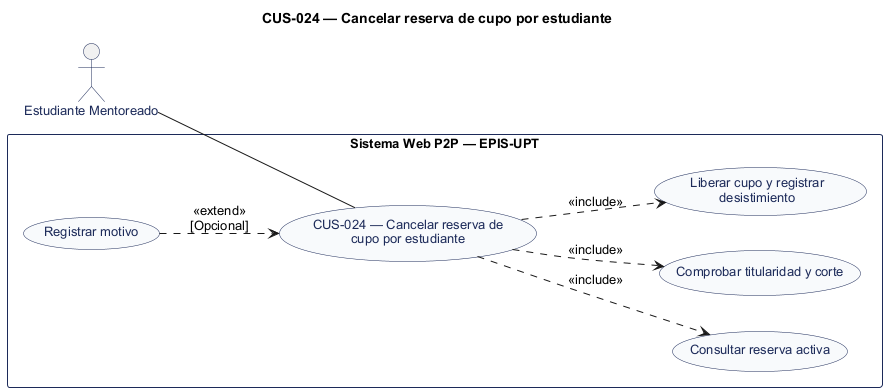 CUS-024 — Cancelar reserva de cupo por estudiante
Estudiante Mentoreado
Sistema Web P2P — EPIS-UPT
Registrar motivo
«extend»
[Opcional]
CUS-024 — Cancelar reserva de
cupo por estudiante
«include»
Liberar cupo y registrar
desistimiento
«include»
Comprobar titularidad y corte
«include»
Consultar reserva activa